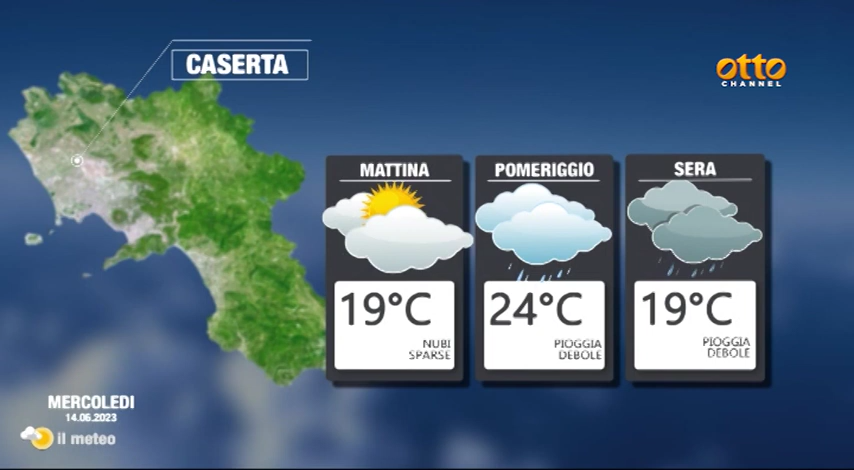 CASERTA
OTTO
CHANNEL
MATTINA
19°C
NUBI
SPARSE
POMERIGGIO
24°C
PIOGGIA
DEBOLE
SERA
19°C
PIOGGIA
DEBOLE
MERCOLEDI
14.06.2023
il meteo